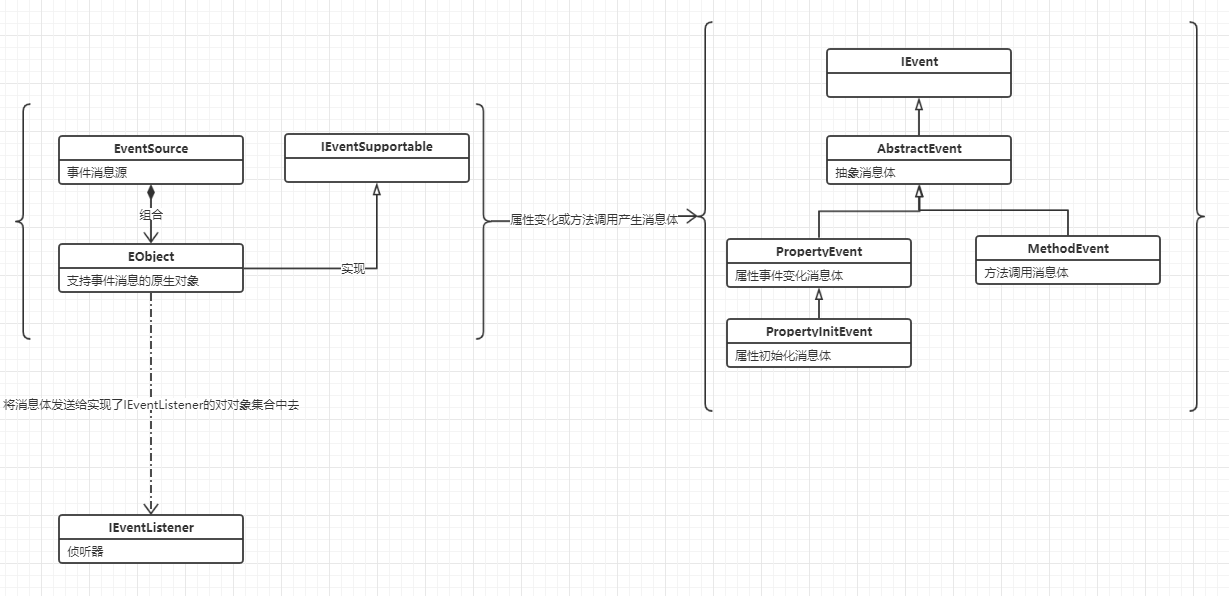 IEvent
AbstractEvent
抽象消息体
EventSource
事件消息源
IEventSupportable
组合
属性变化或方法调用产生消息体
EObject
支持事件消息的原生对象
实现
PropertyEvent
属性事件变化消息体
MethodEvent
方法调用消息体
PropertyInitEvent
属性初始化消息体
将消息体发送给实现了IEventListener的对对象集合中去
IEventListener
侦听器